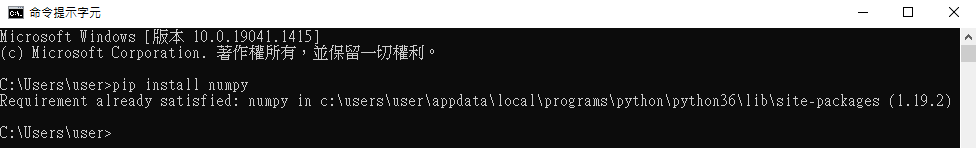 命令提示字元
Microsoft Windows [版本 10.0.19041.1415]
(c) Microsoft Corporation. 著作權所有，並保留一切權利。
C:\Users\user>pip install numpy
Requirement already satisfied: numpy in c:\users\user\appdata\local\programs\python\python36\lib\site-packages (1.19.2)
C:\Users\user>